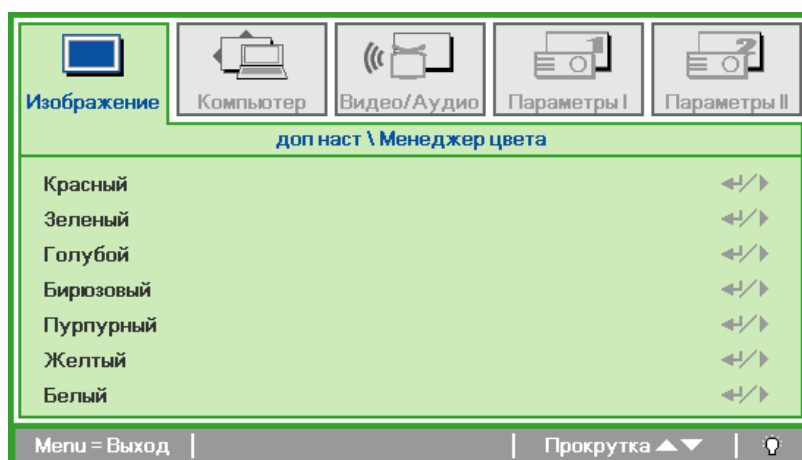 Изображение Компьютер Видео/Аудио Параметры I Параметры II
доп наст \ Менеджер цвета
Красный
Зеленый
Голубой
Бирюзовый
Пурпурный
Желтый
Белый
Menu = Выход Прокрутка